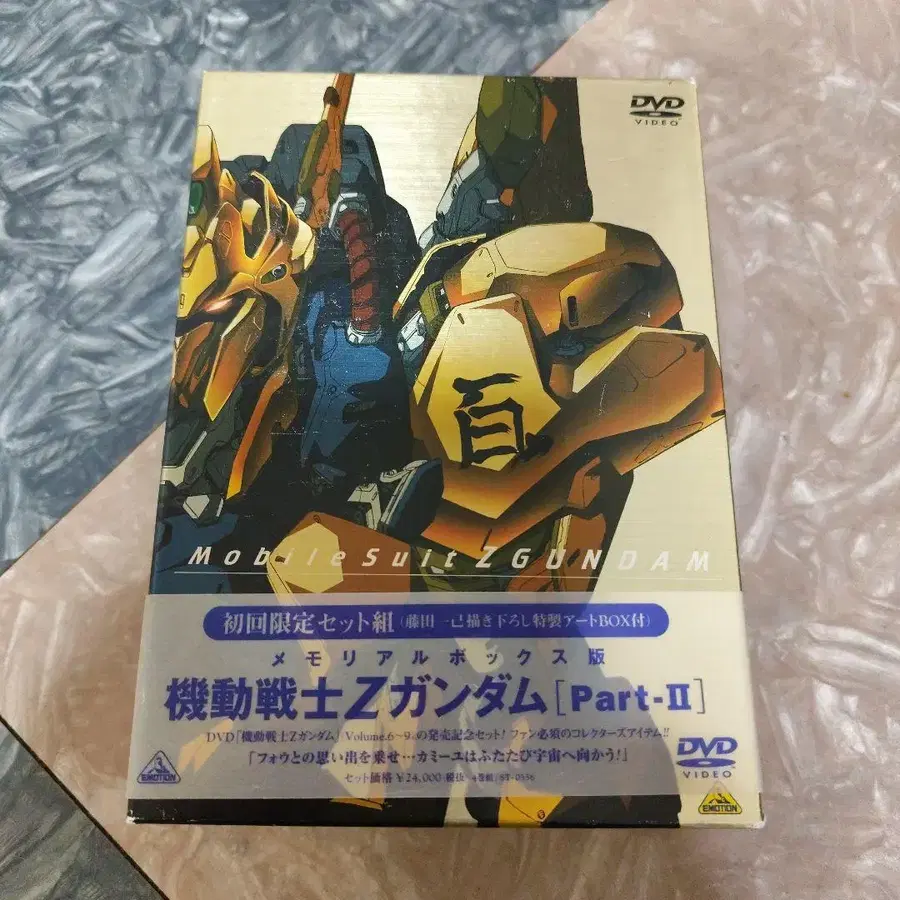 DVD
VIDEO
百
Mobile Suit Z GUNDAM
初回限定セット組(藤田一己描き下ろし特製アートBOX付)
メモリアルボックス版
機動戦士Zガンダム[Part-II]
DVD「機動戦士Zガンダム」Volume.6~9の発売記念セット! ファン必須のコレクターズアイテム!!
「フォウとの思い出を乗せ…カミーユはふたたび宇宙へ向かう!」
セット価格 ¥24,000(税抜) 4巻組
DVD
VIDEO
EMOTION
EMOTION